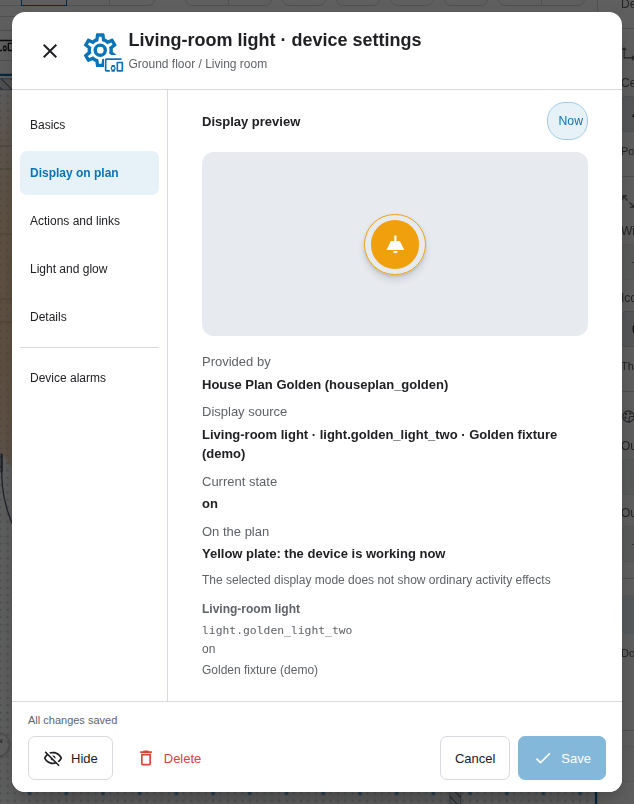 Living-room light · device settings
Ground floor / Living room
Basics
Display on plan
Actions and links
Light and glow
Details
Device alarms
Display preview
Now
Provided by
House Plan Golden (houseplan_golden)
Display source
Living-room light · light.golden_light_two · Golden fixture
(demo)
Current state
on
On the plan
Yellow plate: the device is working now
The selected display mode does not show ordinary activity effects
Living-room light
light.golden_light_two
on
Golden fixture (demo)
All changes saved
Hide
Delete
Cancel
Save